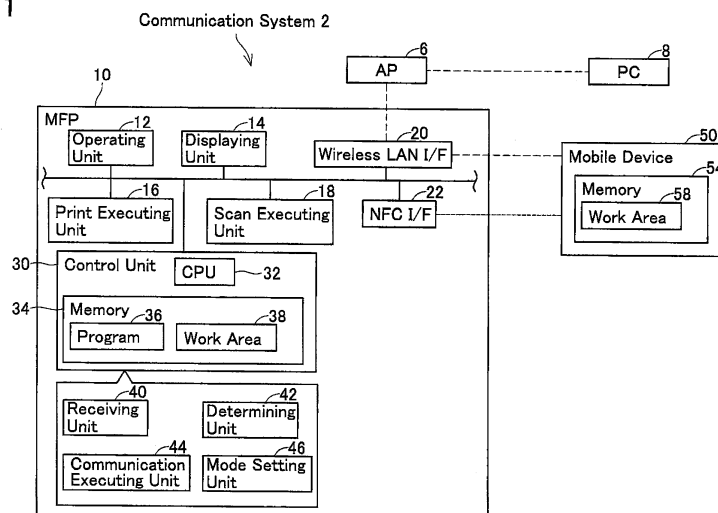 1
Communication System 2
6
AP
8
PC
10
MFP
12
Operating
Unit
14
Displaying
Unit
20
Wireless LAN I/F
50
Mobile Device
54
Memory
58
Work Area
16
Print Executing
Unit
18
Scan Executing
Unit
22
NFC I/F
30
Control Unit
CPU
32
34
Memory
36
Program
38
Work Area
40
Receiving
Unit
42
Determining
Unit
44
Communication
Executing Unit
46
Mode Setting
Unit